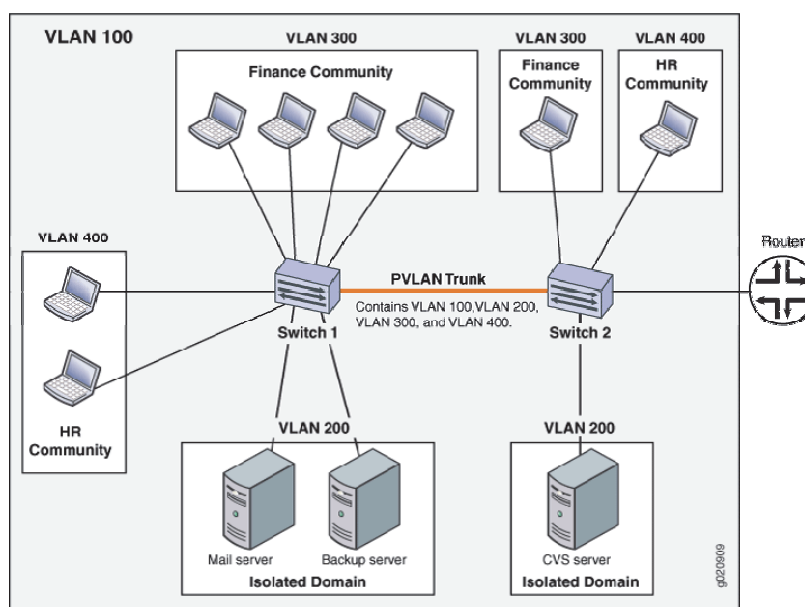 VLAN 100
VLAN 300
Finance Community
VLAN 300
Finance
Community
VLAN 400
HR
Community
VLAN 400
HR
Community
Router
PVLAN Trunk
Contains VLAN 100,VLAN 200,
VLAN 300, and VLAN 400.
Switch 1
Switch 2
VLAN 200
Mail server
Backup server
Isolated Domain
VLAN 200
CVS server
Isolated Domain
g020909